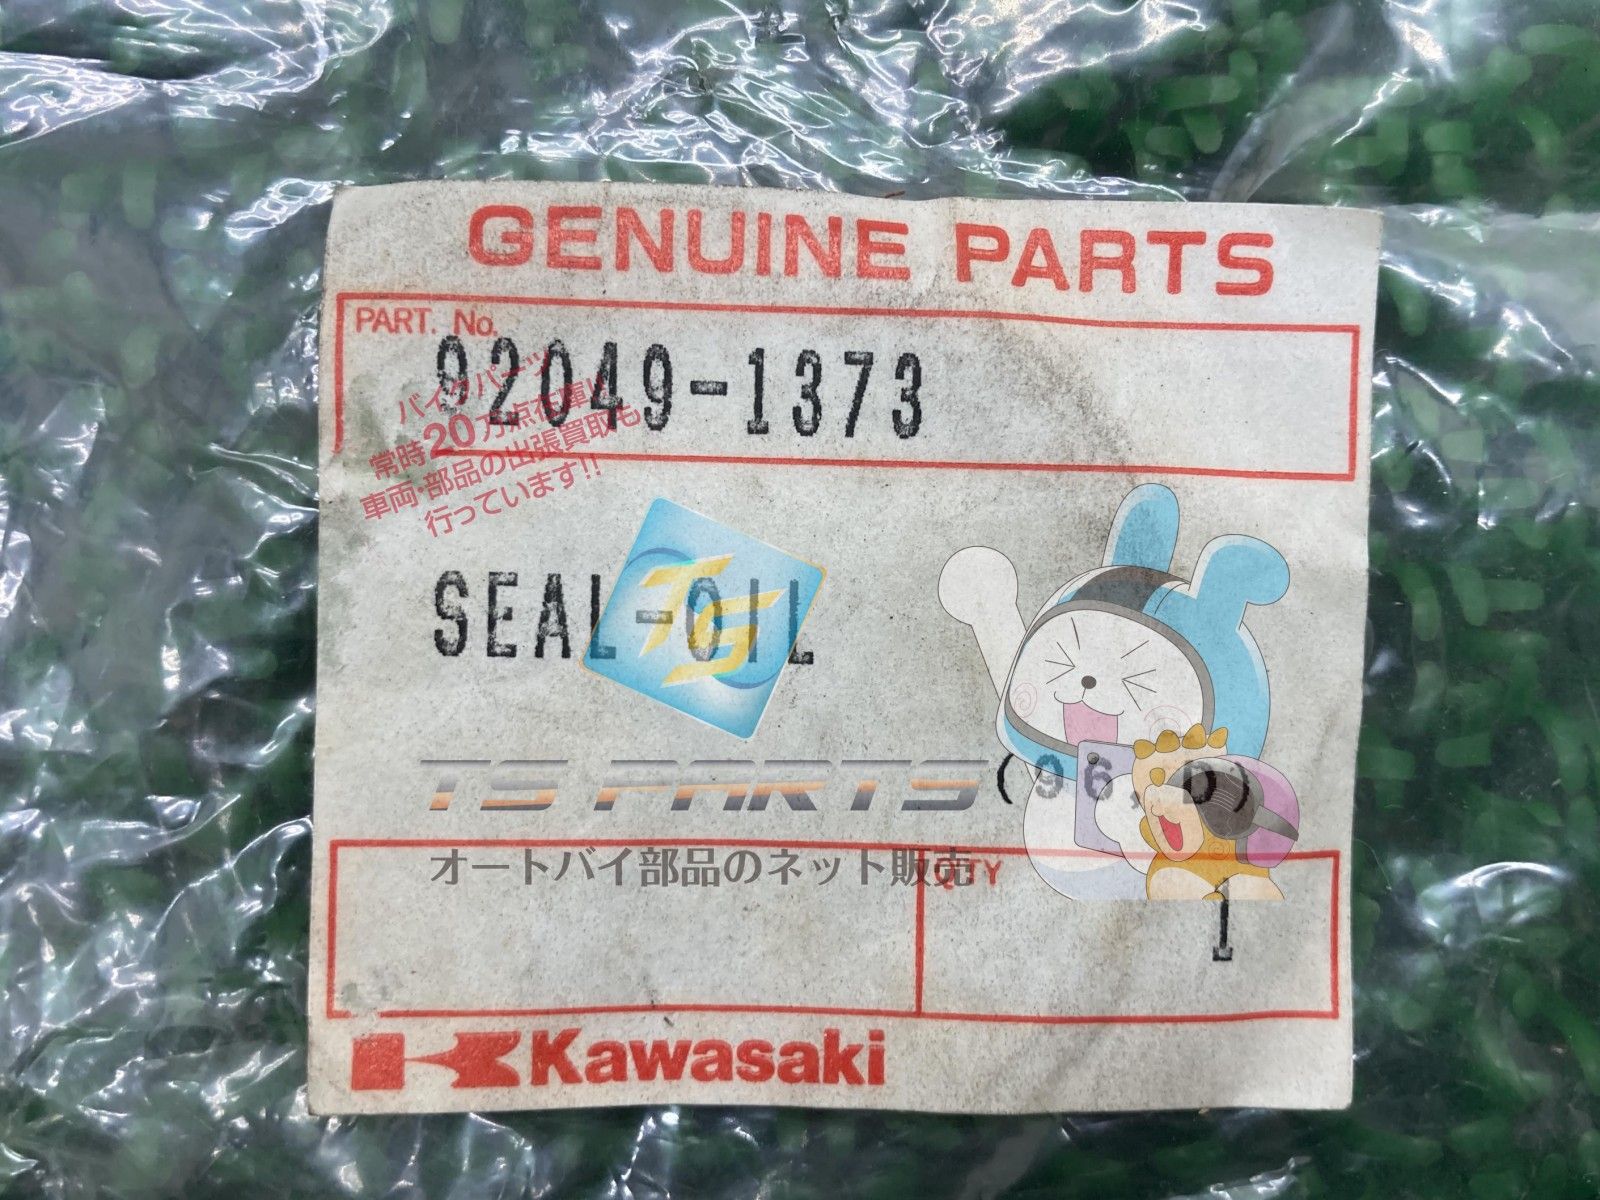 GENUINE PARTS
PART. No.
92049-1373
バイクパーツ
常時20万点在庫!!
車両・部品の出張買取も
行っています!!
SEAL-OIL
TS
TS PARTS
オートバイ部品のネット販売
QTY
1
Kawasaki